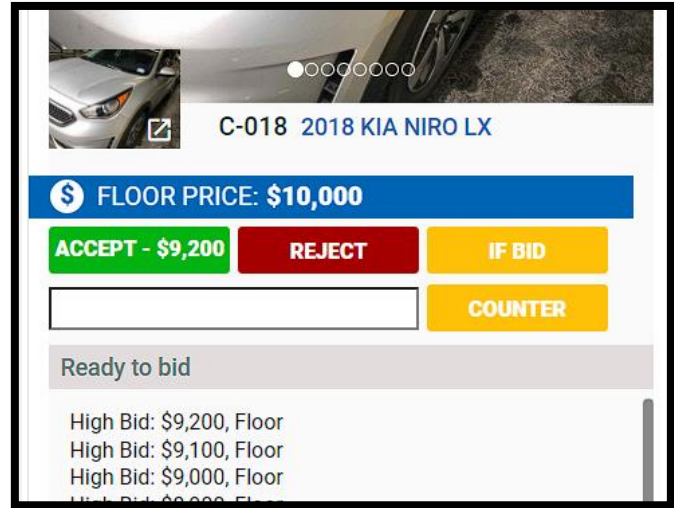 C-018 2018 KIA NIRO LX
$ FLOOR PRICE: $10,000
ACCEPT - $9,200 REJECT IF BID
COUNTER
Ready to bid
High Bid: $9,200, Floor
High Bid: $9,100, Floor
High Bid: $9,000, Floor